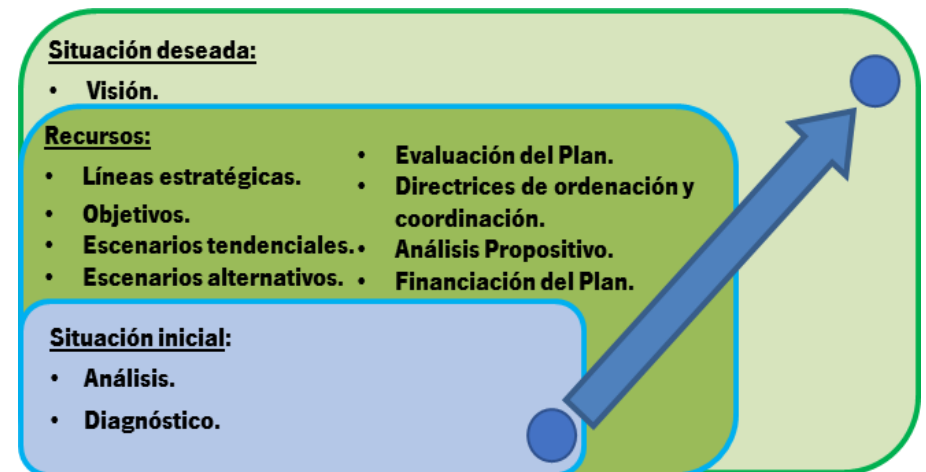 Situación deseada:
• Visión.
Recursos:
• Líneas estratégicas.
• Objetivos.
• Escenarios tendenciales.
• Escenarios alternativos.
• Evaluación del Plan.
• Directrices de ordenación y
coordinación.
• Análisis Propositivo.
• Financiación del Plan.
Situación inicial:
• Análisis.
• Diagnóstico.